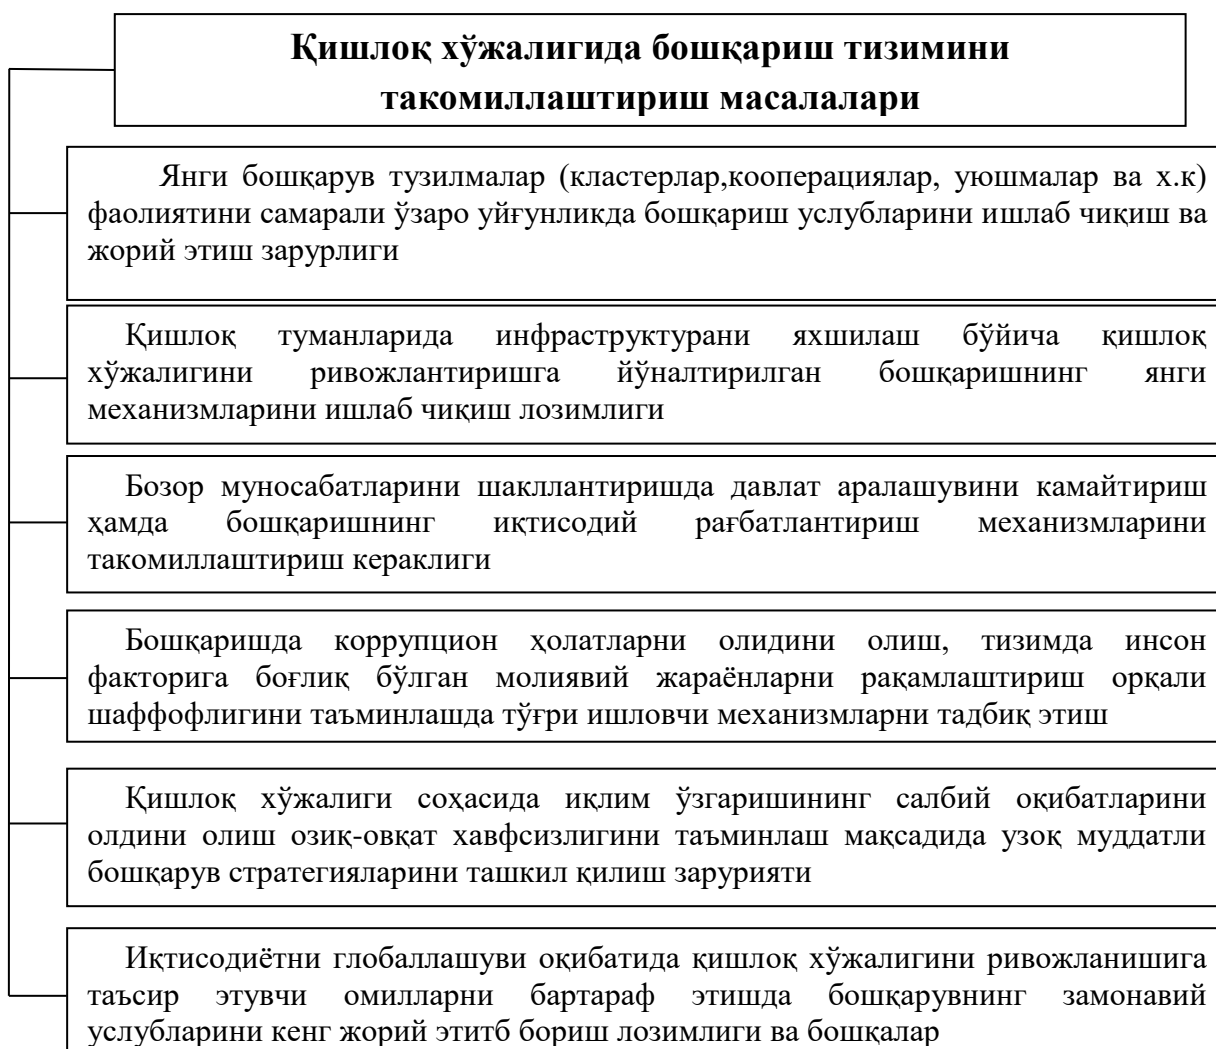 Қишлоқ хўжалигида бошқариш тизимини
такомиллаштириш масалалари
Янги бошқарув тузилмалар (кластерлар,кооперациялар, уюшмалар ва х.к)
фаолиятини самарали ўзаро уйғунликда бошқариш услубларини ишлаб чиқиш ва
жорий этиш зарурлиги
Қишлоқ туманларида инфраструктурани яхшилаш бўйича қишлоқ
хўжалигини ривожлантиришга йўналтирилган бошқаришнинг янги
механизмларини ишлаб чиқиш лозимлиги
Бозор муносабатларини шакллантиришда давлат аралашувини камайтириш
ҳамда бошқаришнинг иқтисодий рағбатлантириш механизмларини
такомиллаштириш кераклиги
Бошқаришда коррупцион ҳолатларни олидини олиш, тизимда инсон
факторига боғлиқ бўлган молиявий жараёнларни рақамлаштириш орқали
шаффофлигини таъминлашда тўғри ишловчи механизмларни тадбиқ этиш
Қишлоқ хўжалиги соҳасида иқлим ўзгаришининг салбий оқибатларини
олдини олиш озиқ-овқат хавфсизлигини таъминлаш мақсадида узоқ муддатли
бошқарув стратегияларини ташкил қилиш зарурияти
Иқтисодиётни глобаллашуви оқибатида қишлоқ хўжалигини ривожланишига
таъсир этувчи омилларни бартараф этишда бошқарувнинг замонавий
услубларини кенг жорий этитб бориш лозимлиги ва бошқалар